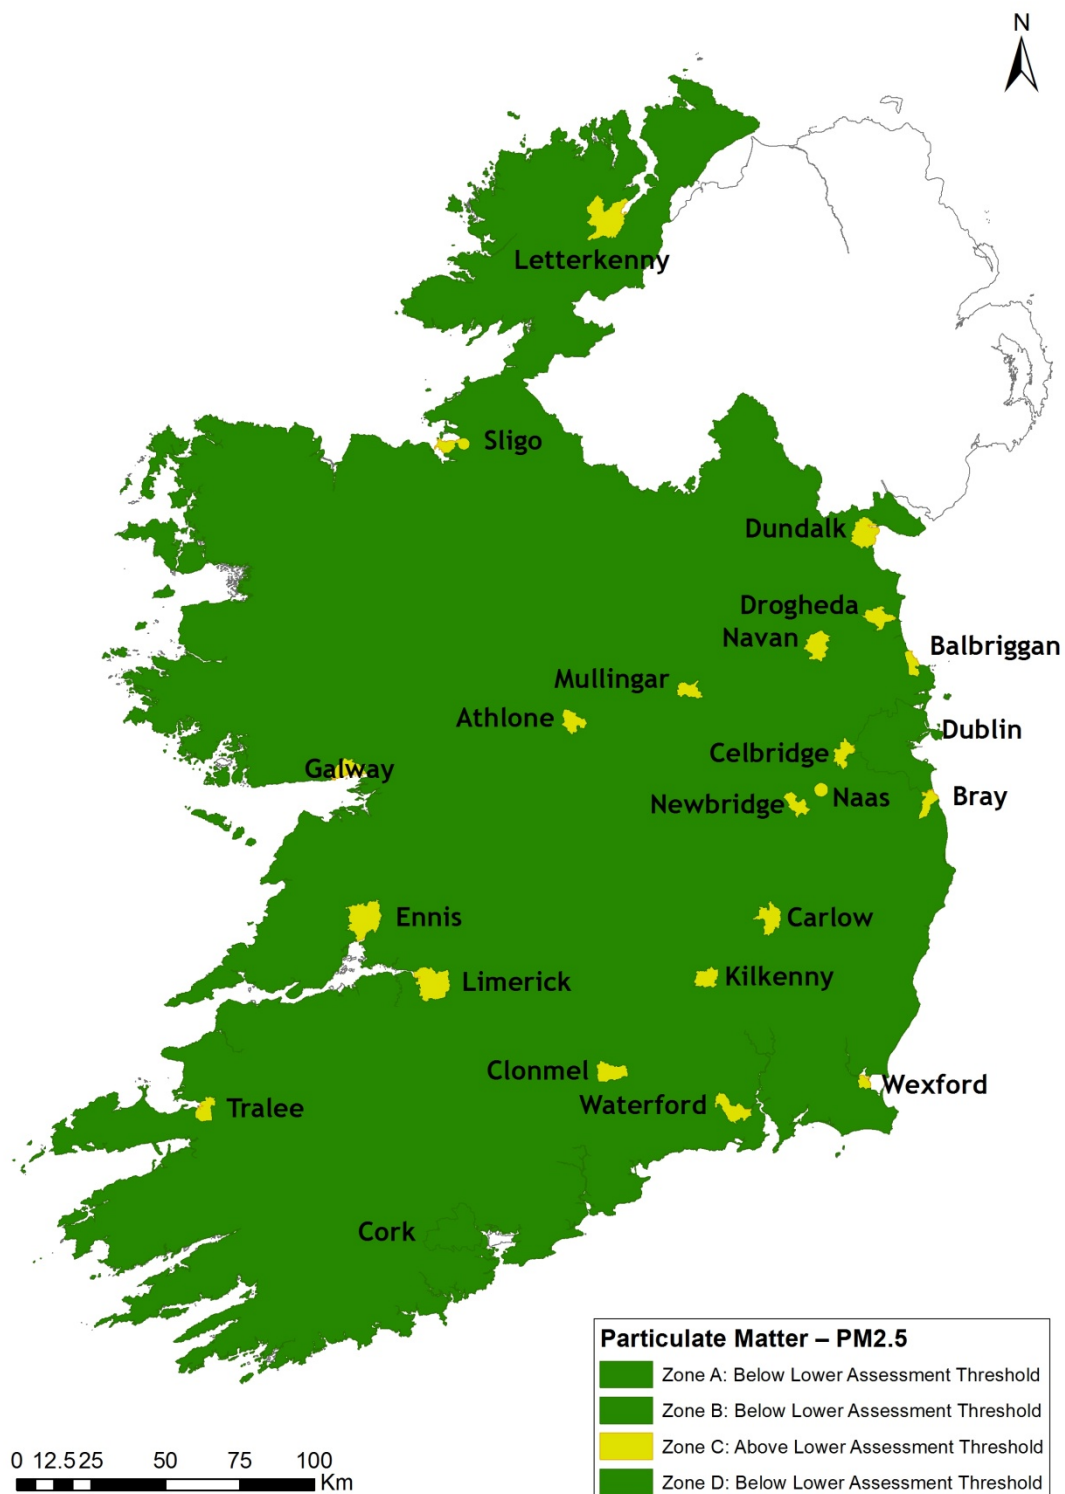 N
Letterkenny
Sligo
Dundalk
Drogheda
Navan
Balbriggan
Mullingar
Athlone
Dublin
Celbridge
Galway
Naas
Bray
Newbridge
Ennis
Carlow
Limerick
Kilkenny
Clonmel
Wexford
Waterford
Tralee
Cork
Particulate Matter – PM2.5
Zone A: Below Lower Assessment Threshold
Zone B: Below Lower Assessment Threshold
Zone C: Above Lower Assessment Threshold
Zone D: Below Lower Assessment Threshold
0 12.5 25 50 75 100
Km